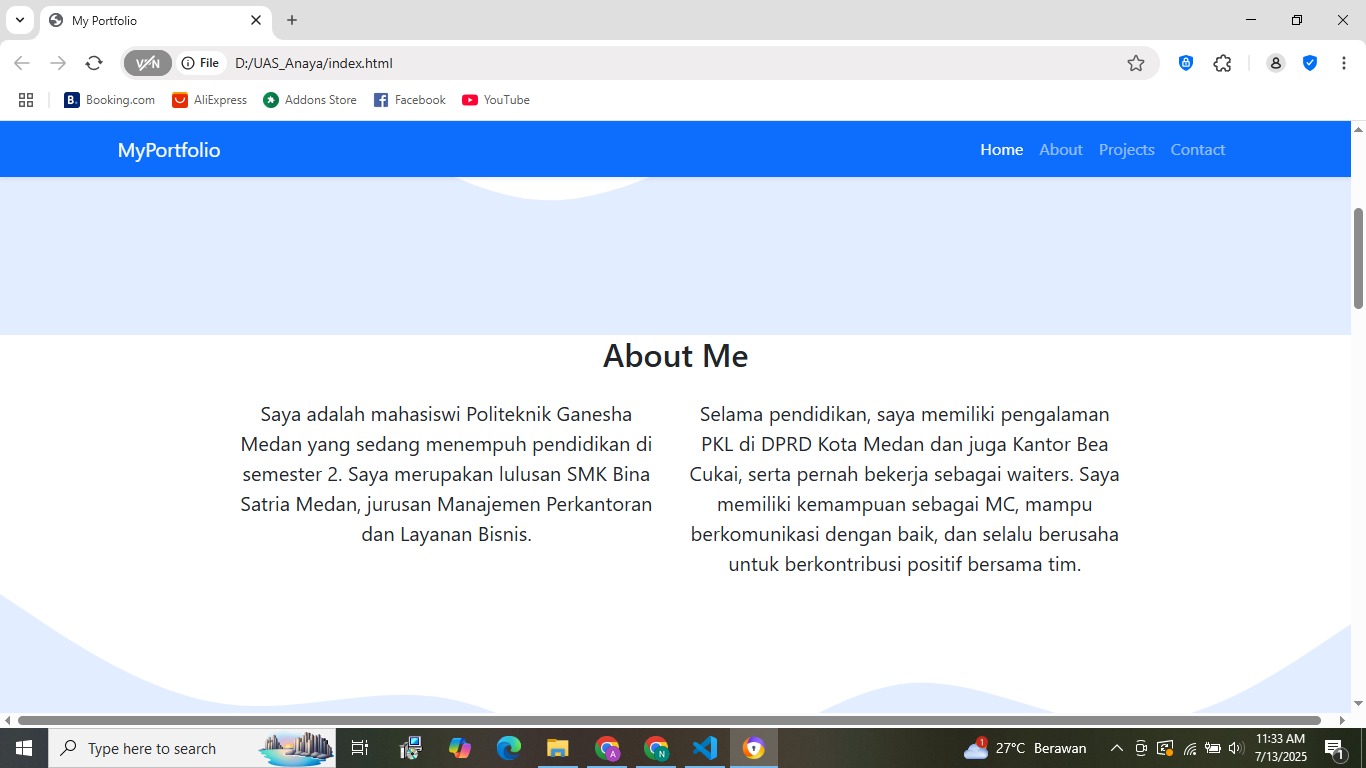 My Portfolio
VPN
File
D:/UAS_Anaya/index.html
Booking.com
AliExpress
Addons Store
Facebook
YouTube
MyPortfolio
Home
About
Projects
Contact
About Me
Saya adalah mahasiswi Politeknik Ganesha
Medan yang sedang menempuh pendidikan di
semester 2. Saya merupakan lulusan SMK Bina
Satria Medan, jurusan Manajemen Perkantoran
dan Layanan Bisnis.
Selama pendidikan, saya memiliki pengalaman
PKL di DPRD Kota Medan dan juga Kantor Bea
Cukai, serta pernah bekerja sebagai waiters. Saya
memiliki kemampuan sebagai MC, mampu
berkomunikasi dengan baik, dan selalu berusaha
untuk berkontribusi positif bersama tim.
Type here to search
27°C Berawan
11:33 AM
7/13/2025